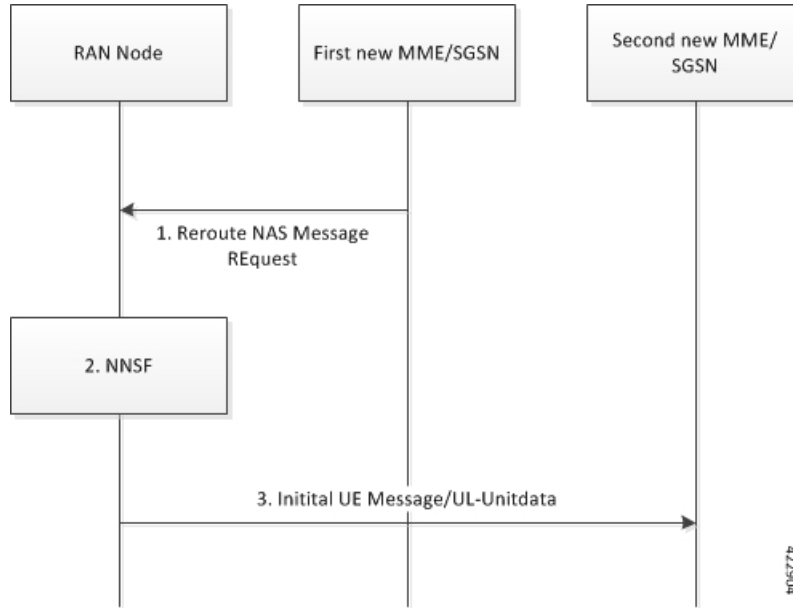 RAN Node
First new MME/SGSN
Second new MME/
SGSN
1. Reroute NAS Message
REquest
2. NNSF
3. Initital UE Message/UL-Unitdata
422904